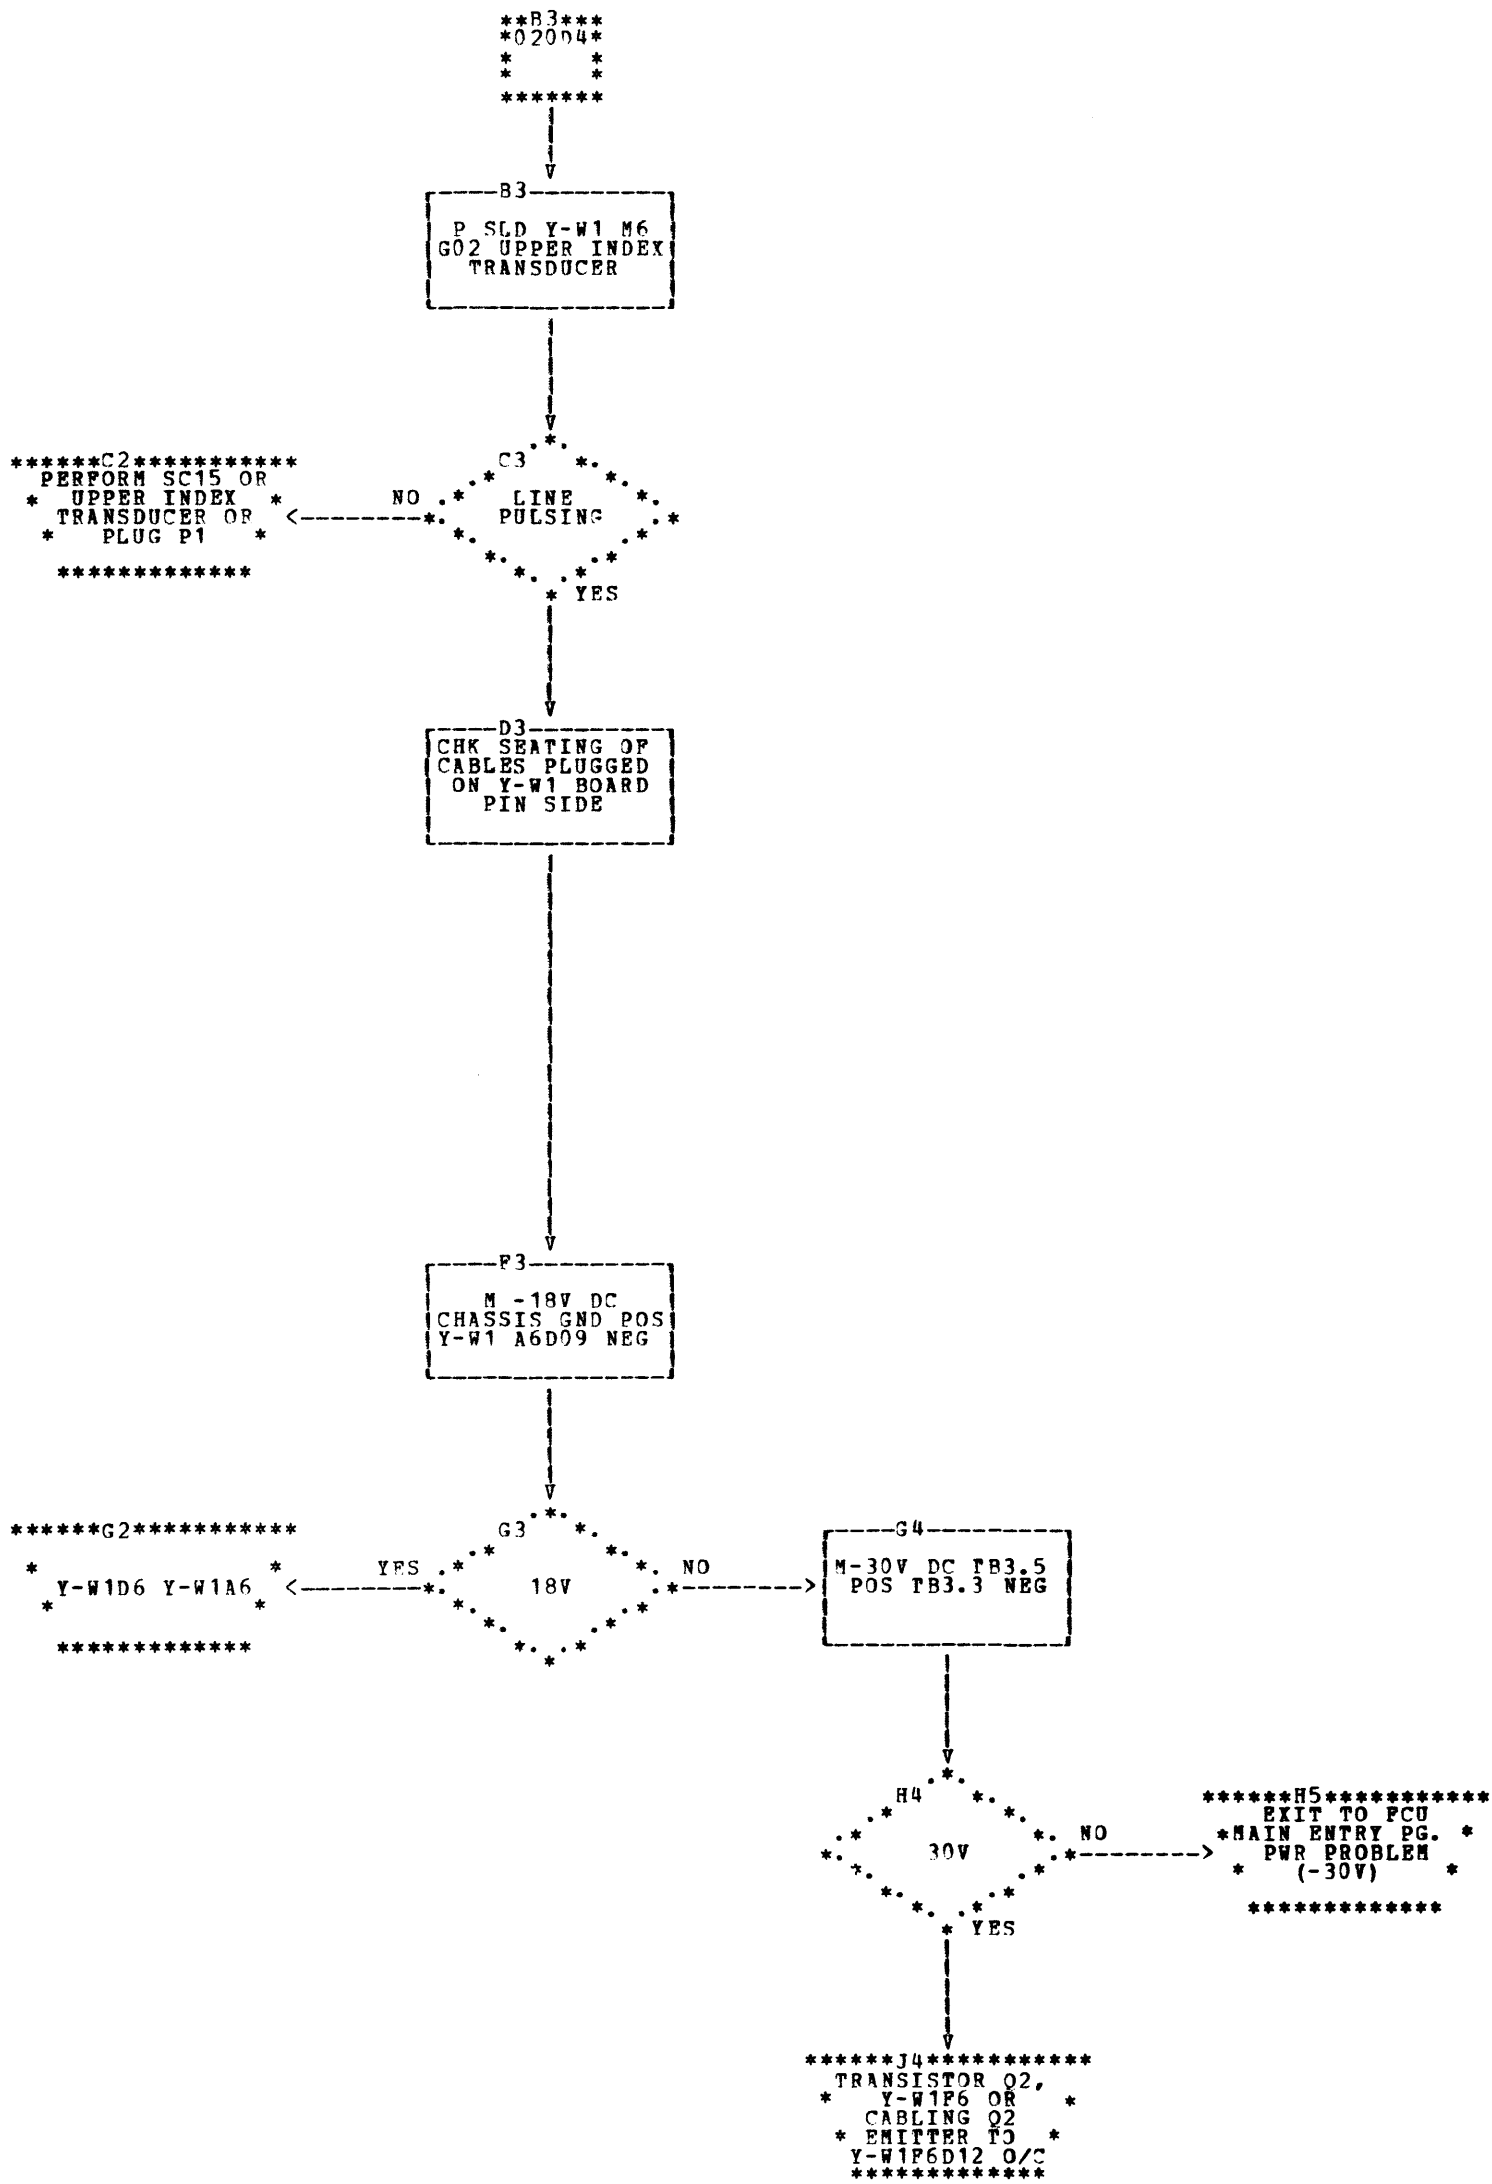 **B3***
*020D4*
* *
* *
*******
B3
P SLD Y-W1 M6
G02 UPPER INDEX
TRANSDUCER
C3
LINE
PULSING
NO
YES
******C2***********
PERFORM SC15 OR
* UPPER INDEX *
TRANSDUCER OR
* PLUG P1 *
*************
D3
CHK SEATING OF
CABLES PLUGGED
ON Y-W1 BOARD
PIN SIDE
F3
M -18V DC
CHASSIS GND POS
Y-W1 A6D09 NEG
G3
18V
YES
NO
******G2***********
Y-W1D6 Y-W1A6
*************
G4
M-30V DC TB3.5
POS TB3.3 NEG
H4
30V
NO
YES
******H5***********
EXIT TO PCU
*MAIN ENTRY PG. *
PWR PROBLEM
* (-30V) *
*************
******J4***********
TRANSISTOR Q2,
* Y-W1F6 OR *
CABLING Q2
* EMITTER TO *
Y-W1F6D12 O/C
*************